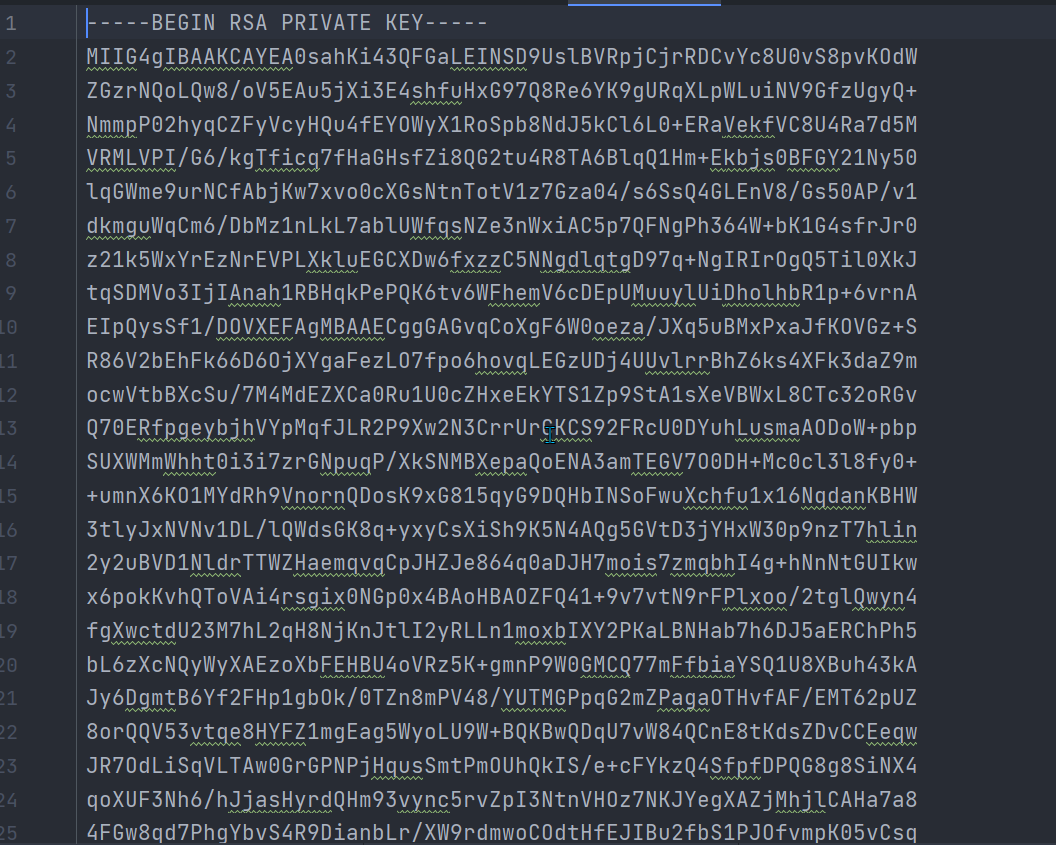 1 -----BEGIN RSA PRIVATE KEY-----
2 MIIG4gIBAAKCAYEA0sahKi43QFGaLEINSD9UslBVRpjCjrRDCvYc8U0vS8pvKOdW
3 ZGzrNQoLQw8/oV5EAu5jXi3E4shfuHxG97Q8Re6YK9gURqXLpWLuiNV9GfzUgyQ+
4 NmmpP02hyqCZFyVcyHQu4fEYOWyX1RoSpb8NdJ5kCl6L0+ERaVekfVC8U4Ra7d5M
5 VRMLVPI/G6/kgTficq7fHaGHsfZi8QG2tu4R8TA6BlqQ1Hm+Ekbjs0BFGY21Ny50
6 lqGWme9urNCfAbjKw7xvo0cXGsNtnTotV1z7Gza04/s6SsQ4GLEnV8/Gs50AP/v1
7 dkmguWqCm6/DbMz1nLkL7ablUWfqsNZe3nWxiAC5p7QFNgPh364W+bK1G4sfrJr0
8 z21k5WxYrEzNrEVPLXkluEGCXDw6fxzzC5NNgdlqtgD97q+NgIRIrOgQ5Til0XkJ
9 tqSDMVo3IjIAnah1RBHqkPePQK6tv6WFhemV6cDEpUMuuylUiDholhbR1p+6vrnA
10 EIpQysSf1/DOVXEFAgMBAAECggGAGvqCoXgF6W0oeza/JXq5uBMxPxaJfKOVGz+S
11 R86V2bEhFk66D6OjXYgaFezLO7fpo6hovqLEGzUDj4UUvlrrBhZ6ks4XFk3daZ9m
12 ocwVtbBXcSu/7M4MdEZXCa0Ru1U0cZHxeEkYTS1Zp9StA1sXeVBWxL8CTc32oRGv
13 Q70ERfpgeybjhVYpMqfJLR2P9Xw2N3CrrUrGKCS92FRcU0DYuhLusmaAODoW+pbp
14 SUXWMmWhht0i3i7zrGNpuqP/XkSNMBXepaQoENA3amTEGV7O0DH+Mc0cl3l8fy0+
15 +umnX6KO1MYdRh9VnornQDosK9xG815qyG9DQHbINSoFwuXchfu1x16NqdanKBHW
16 3tlyJxNVNv1DL/lQWdsGK8q+yxyCsXiSh9K5N4AQg5GVtD3jYHxW30p9nzT7hlin
17 2y2uBVD1NldrTTWZHaemqvqCpJHZJe864q0aDJH7mois7zmqbhI4g+hNnNtGUIkw
18 x6pokKvhQToVAi4rsgix0NGp0x4BAoHBAOZFQ41+9v7vtN9rFPlxoo/2tglQwyn4
19 fgXwctdU23M7hL2qH8NjKnJtlI2yRLLn1moxbIXY2PKaLBNHab7h6DJ5aERChPh5
20 bL6zXcNQyWyXAEzoXbFEHBU4oVRz5K+gmnP9W0GMCQ77mFfbiaYSQ1U8XBuh43kA
21 Jy6DgmtB6Yf2FHp1gbOk/0TZn8mPV48/YUTMGPpqG2mZPagaOTHvfAF/EMT62pUZ
22 8orQQV53vtqe8HYFZ1mgEag5WyoLU9W+BQKBwQDqU7vW84QCnE8tKdsZDvCCEeqw
23 JR7OdLiSqVLTAw0GrGPNPjHqusSmtPmOUhQkIS/e+cFYkzQ4SfpfDPQG8g8SiNX4
24 qoXUF3Nh6/hJjasHyrdQHm93vync5rvZpI3NtnVHOz7NKJYegXAZjMhjlCAHa7a8
25 4FGw8qd7PhgYbvS4R9DianbLr/XW9rdmwoCOdtHfEJIBu2fbS1PJOfvmpK05vCsq